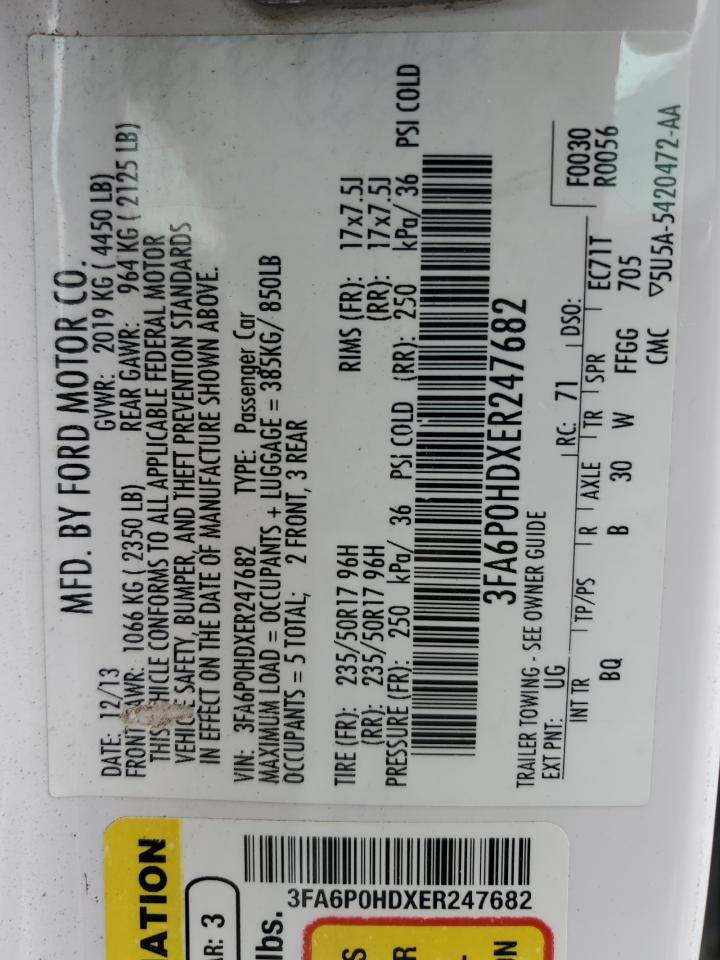 MFD. BY FORD MOTOR CO.
DATE: 12/13 GVWR: 2019 KG ( 4450 LB)
FRONT GAWR: 1066 KG ( 2350 LB) REAR GAWR: 964 KG ( 2125 LB)
THIS VEHICLE CONFORMS TO ALL APPLICABLE FEDERAL MOTOR
VEHICLE SAFETY, BUMPER, AND THEFT PREVENTION STANDARDS
IN EFFECT ON THE DATE OF MANUFACTURE SHOWN ABOVE.
VIN: 3FA6P0HDXER247682 TYPE: Passenger Car
MAXIMUM LOAD = OCCUPANTS + LUGGAGE = 385KG/ 850LB
OCCUPANTS = 5 TOTAL; 2 FRONT, 3 REAR
TIRE (FR): 235/50R17 96H RIMS (FR): 17x7.5J
(RR): 235/50R17 96H (RR): 17x7.5J
PRESSURE (FR): 250 kPa/ 36 PSI COLD (RR): 250 kPa/ 36 PSI COLD
3FA6P0HDXER247682
TRAILER TOWING - SEE OWNER GUIDE
EXT PNT: UG RC: 71 DSO: F0030
R0056
INT TR TP/PS R AXLE TR SPR EC71T
BQ B 30 W FFGG 705
CMC ▽5U5A-5420472-AA
MATION
AR: 3
3FA6P0HDXER247682
lbs.
S
R
ON